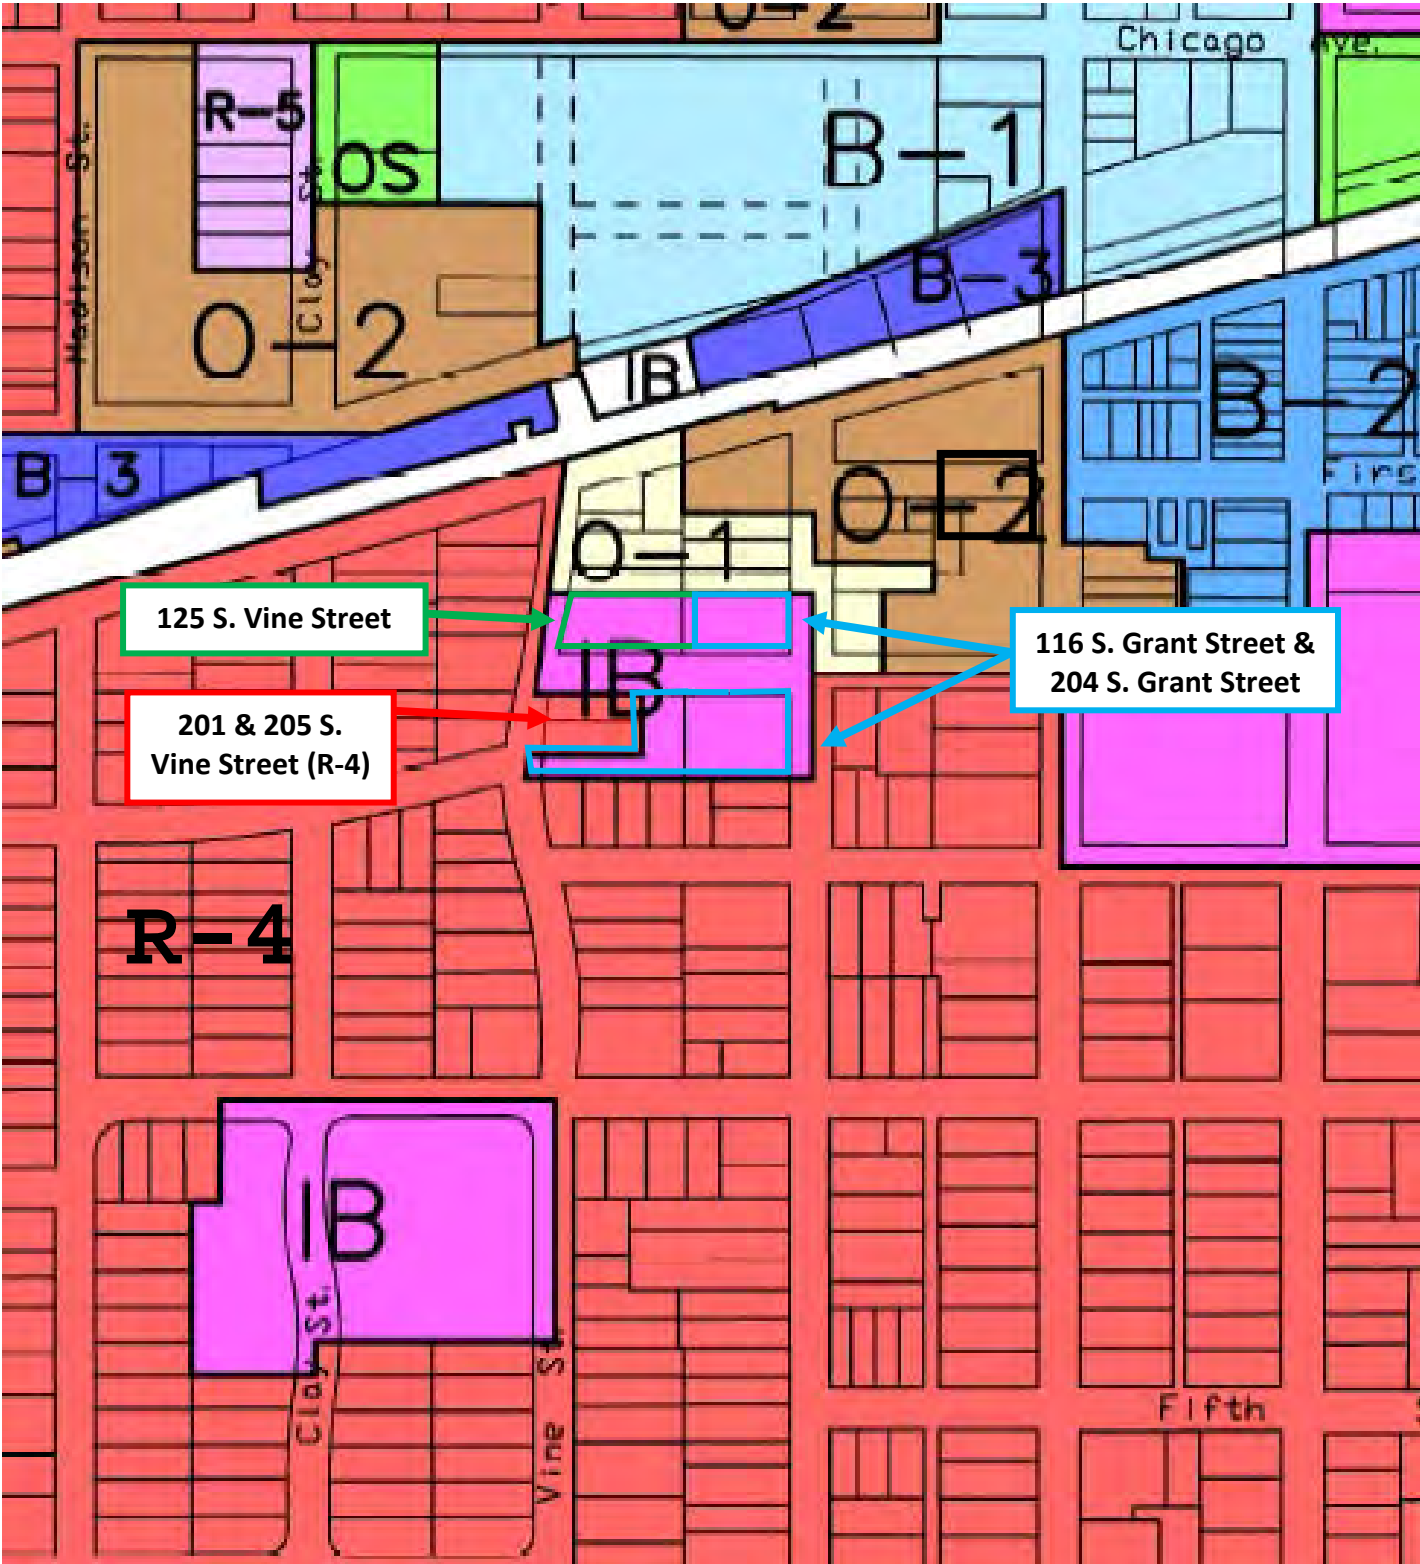 O-2
Chicago Ave.
R-5
OS
B-1
Madison St.
Clay St.
B-3
O-2
IB
B-2
B-3
First
O-2
O-1
125 S. Vine Street
116 S. Grant Street &
204 S. Grant Street
IB
201 & 205 S.
Vine Street (R-4)
R-4
IB
Clay St.
Vine St.
Fifth